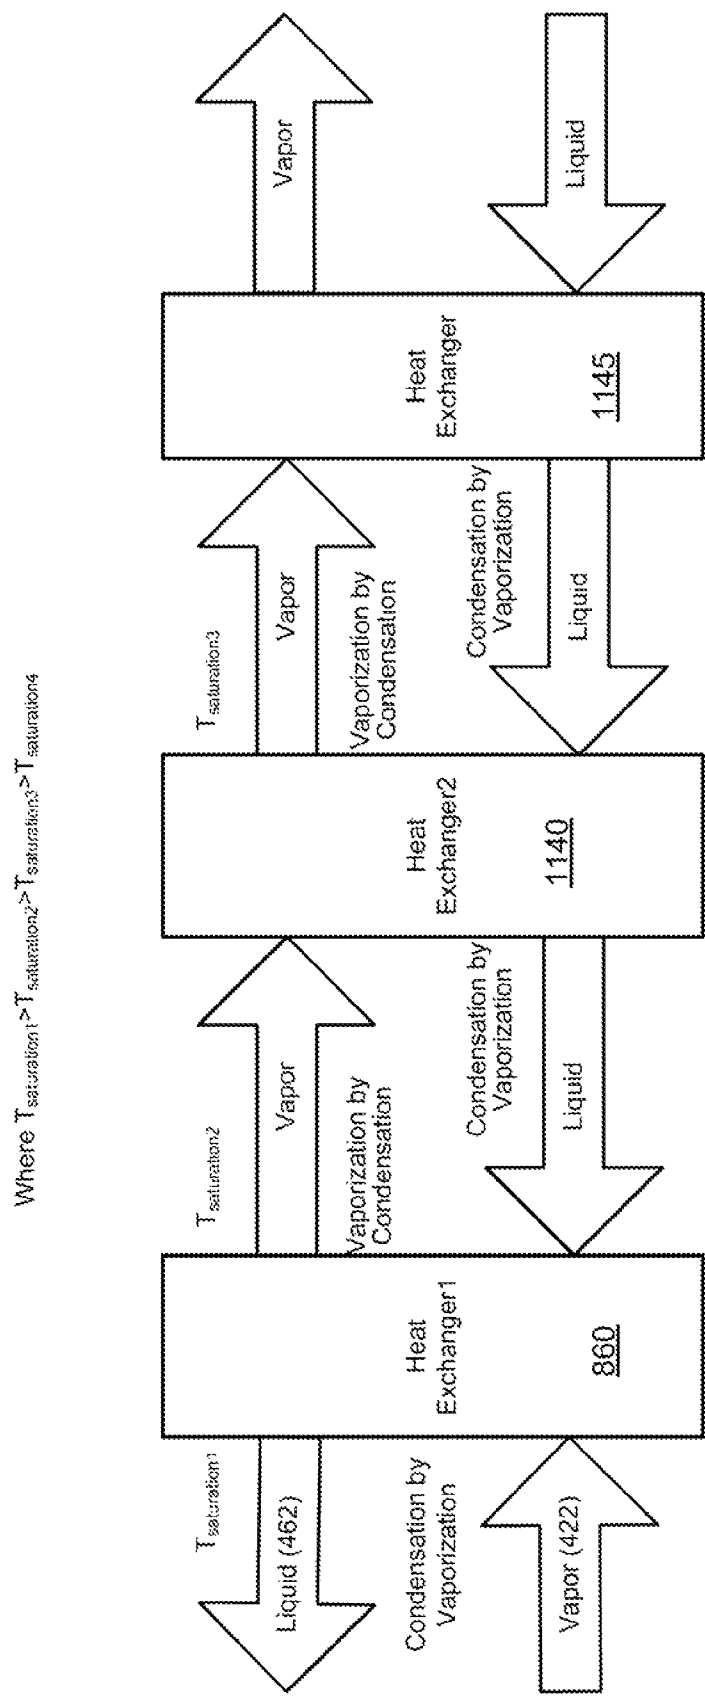 Where Tsaturation1>Tsaturation2>Tsaturation3>Tsaturation4
Tsaturation1
Liquid (462)
Condensation by
Vaporization
Vapor (422)
Heat
Exchanger1
860
Tsaturation2
Vapor
Vaporization by
Condensation
Condensation by
Vaporization
Liquid
Heat
Exchanger2
1140
Tsaturation3
Vapor
Vaporization by
Condensation
Condensation by
Vaporization
Liquid
Heat
Exchanger
1145
Vapor
Liquid